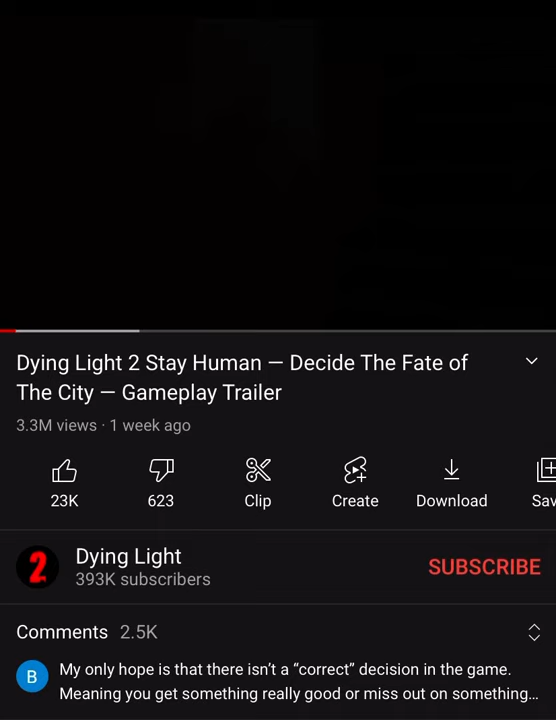 Dying Light 2 Stay Human — Decide The Fate of
The City — Gameplay Trailer
3.3M views · 1 week ago
23K 623 Clip Create Download Sav
2
Dying Light
393K subscribers
SUBSCRIBE
Comments 2.5K
B
My only hope is that there isn’t a “correct” decision in the game.
Meaning you get something really good or miss out on something...